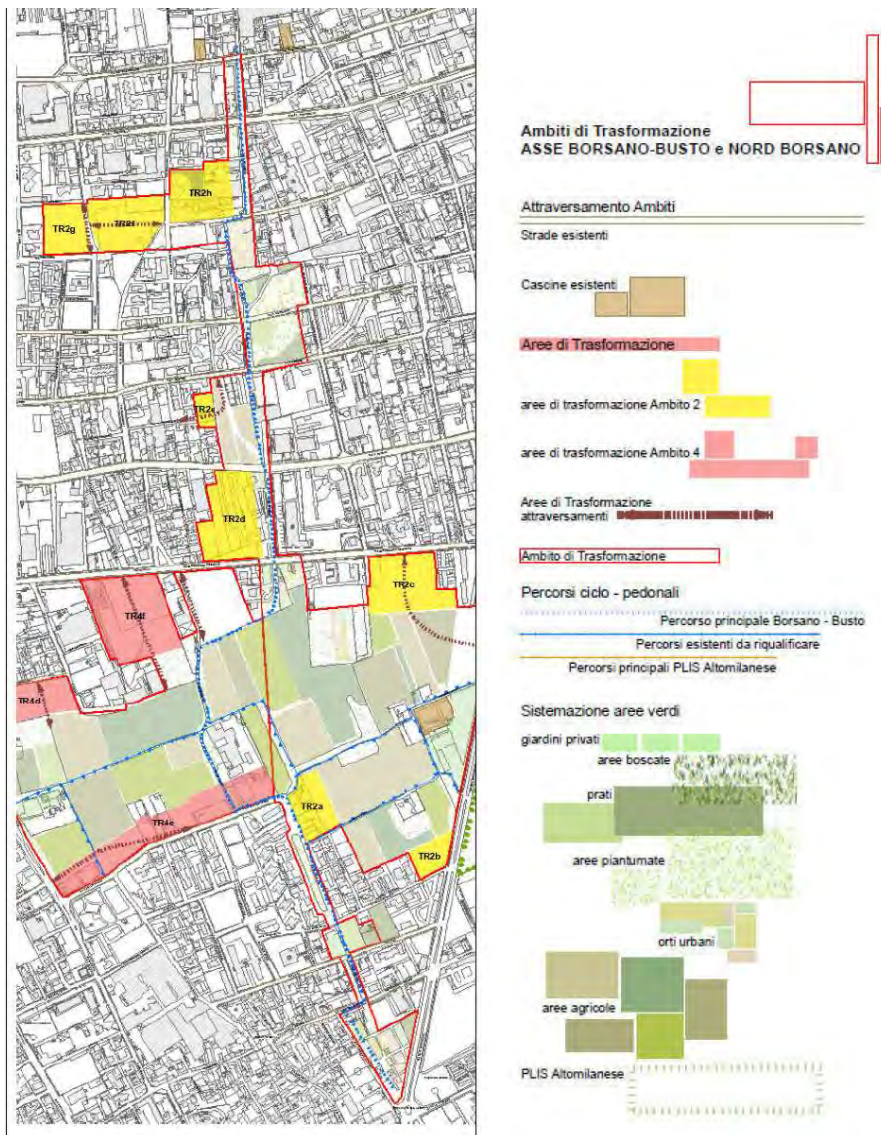 TR2h
TR2g
TR2f
TR2e
TR2d
TR2c
TR4f
TR4d
TR2a
TR4e
TR2b
Ambiti di Trasformazione
ASSE BORSANO-BUSTO e NORD BORSANO
Attraversamento Ambiti
Strade esistenti
Cascine esistenti
Aree di Trasformazione
aree di trasformazione Ambito 2
aree di trasformazione Ambito 4
Aree di Trasformazione
attraversamenti
Ambito di Trasformazione
Percorsi ciclo - pedonali
Percorso principale Borsano - Busto
Percorsi esistenti da riqualificare
Percorsi principali PLIS Altomilanese
Sistemazione aree verdi
giardini privati
aree boscate
prati
aree piantumate
orti urbani
aree agricole
PLIS Altomilanese